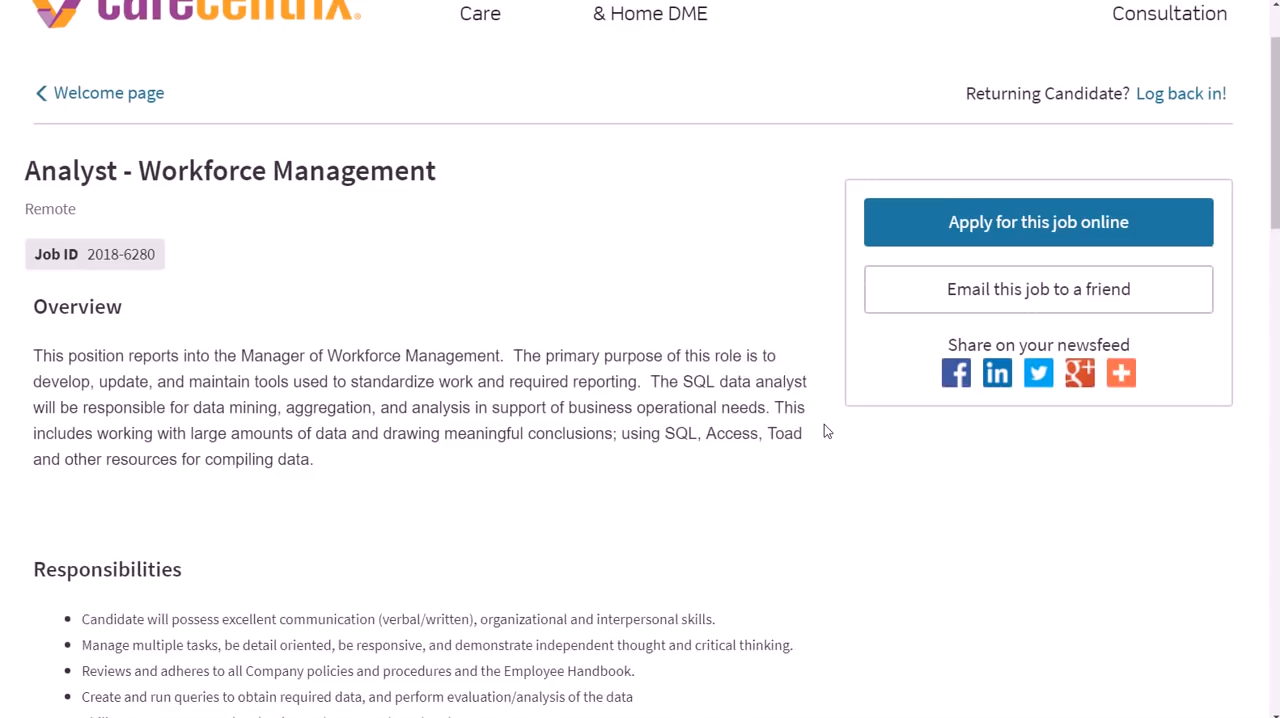 carecentrix
Care
& Home DME
Consultation
Welcome page
Returning Candidate? Log back in!
Analyst - Workforce Management
Remote
Job ID 2018-6280
Apply for this job online
Email this job to a friend
Share on your newsfeed
Overview
This position reports into the Manager of Workforce Management. The primary purpose of this role is to
develop, update, and maintain tools used to standardize work and required reporting. The SQL data analyst
will be responsible for data mining, aggregation, and analysis in support of business operational needs. This
includes working with large amounts of data and drawing meaningful conclusions; using SQL, Access, Toad
and other resources for compiling data.
Responsibilities
Candidate will possess excellent communication (verbal/written), organizational and interpersonal skills.
Manage multiple tasks, be detail oriented, be responsive, and demonstrate independent thought and critical thinking.
Reviews and adheres to all Company policies and procedures and the Employee Handbook.
Create and run queries to obtain required data, and perform evaluation/analysis of the data